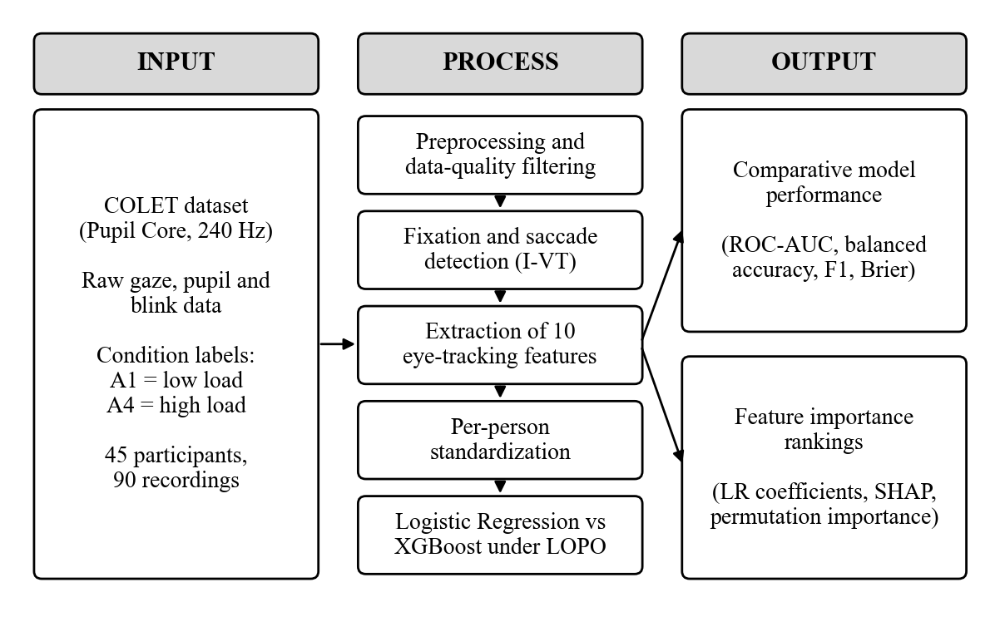 INPUT
COLET dataset
(Pupil Core, 240 Hz)
Raw gaze, pupil and
blink data
Condition labels:
A1 = low load
A4 = high load
45 participants,
90 recordings
PROCESS
Preprocessing and
data-quality filtering
Fixation and saccade
detection (I-VT)
Extraction of 10
eye-tracking features
Per-person
standardization
Logistic Regression vs
XGBoost under LOPO
OUTPUT
Comparative model
performance
(ROC-AUC, balanced
accuracy, F1, Brier)
Feature importance
rankings
(LR coefficients, SHAP,
permutation importance)